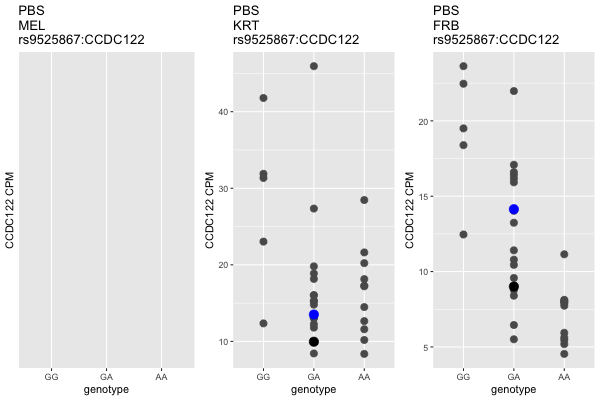 PBS
MEL
rs9525867:CCDC122
CCDC122 CPM
GG GA AA
genotype
PBS
KRT
rs9525867:CCDC122
CCDC122 CPM
40
30
20
10
GG GA AA
genotype
PBS
FRB
rs9525867:CCDC122
CCDC122 CPM
20
15
10
5
GG GA AA
genotype